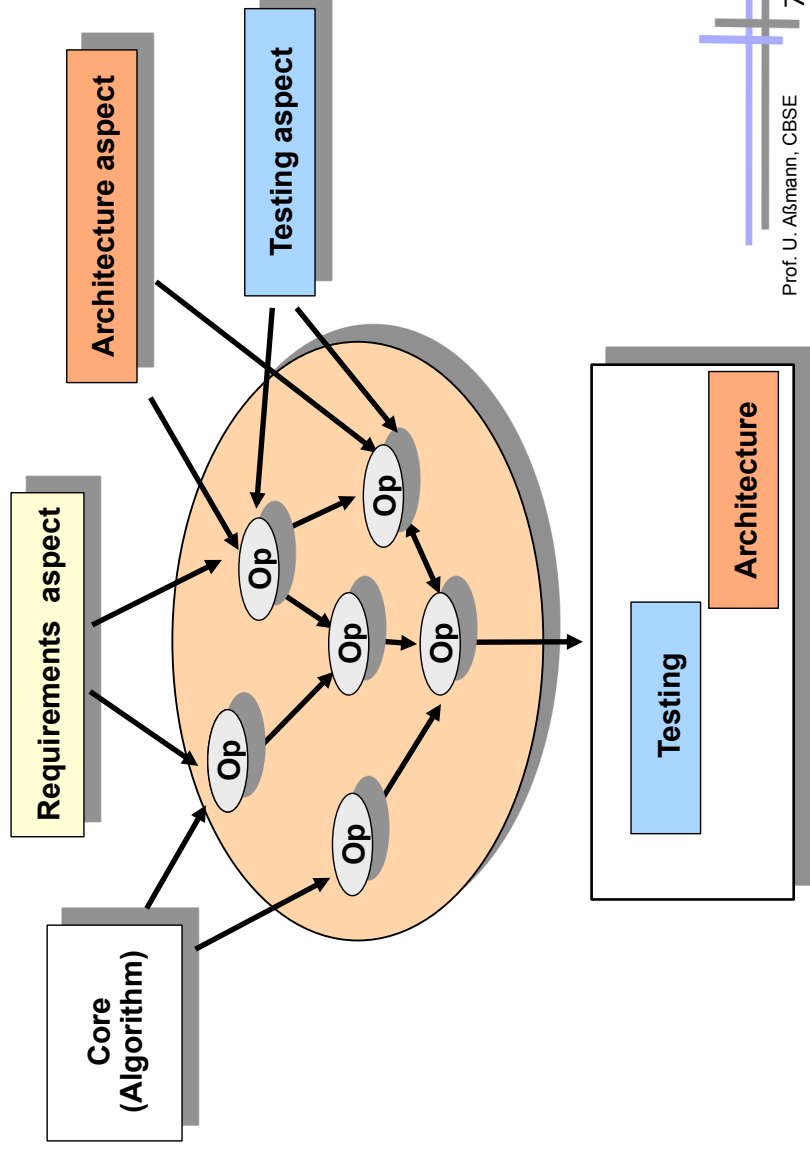 Core
(Algorithm)
Requirements aspect
Architecture aspect
Testing aspect
Op
Op
Op
Op
Op
Op
Testing
Architecture
Prof. U. Aßmann, CBSE